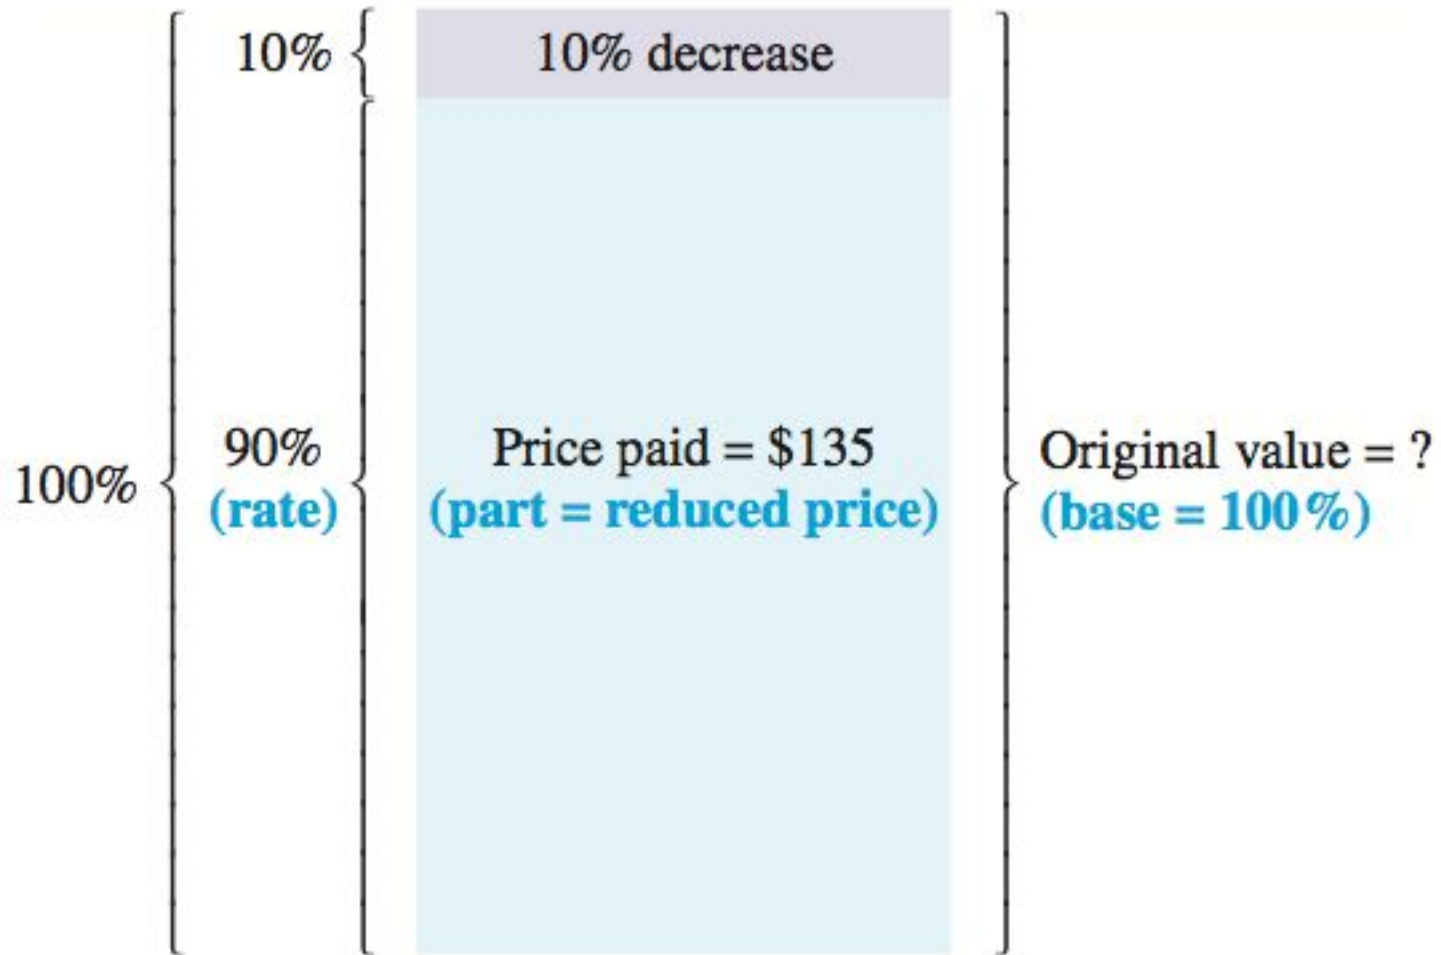 10%
10% decrease
100%
90%
(rate)
Price paid = $135
(part = reduced price)
Original value = ?
(base = 100%)